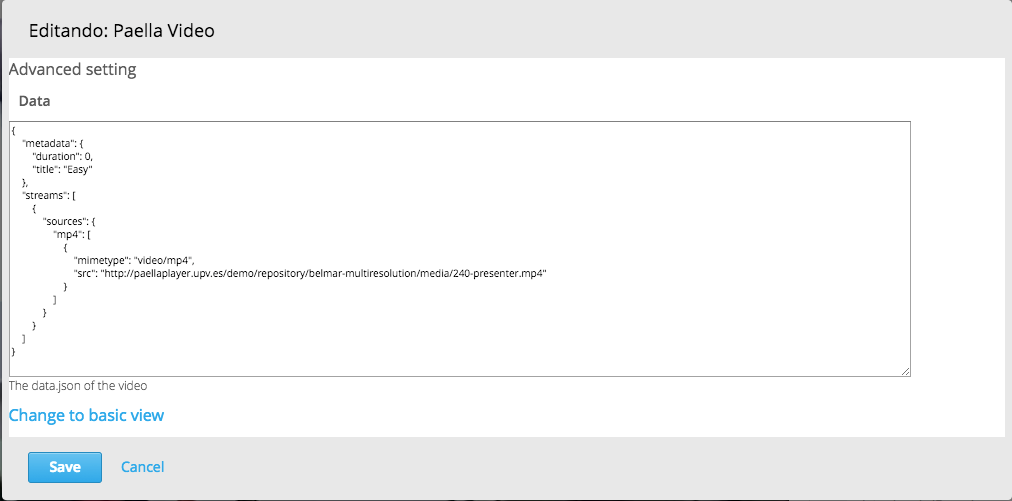 Editando: Paella Video
Advanced setting
Data
{
"metadata": {
"duration": 0,
"title": "Easy"
},
"streams": [
{
"sources": {
"mp4": [
{
"mimetype": "video/mp4",
"src": "http://paellaplayer.upv.es/demo/repository/belmar-multiresolution/media/240-presenter.mp4"
}
]
}
}
]
}
The data.json of the video
Change to basic view
Save Cancel